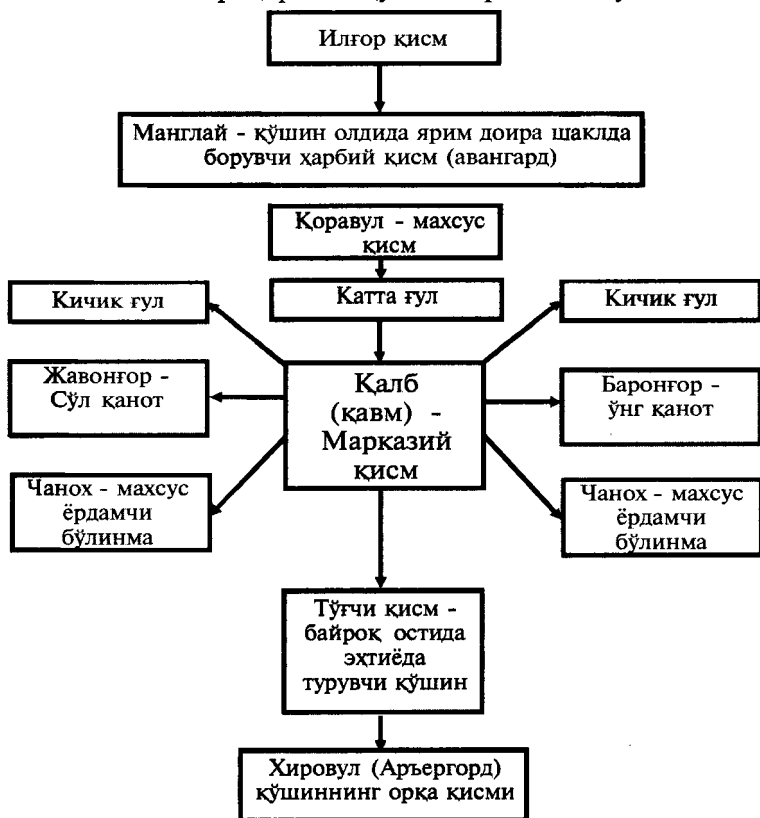 Илғор қисм
Манглай - қўшин олдида ярим доира шаклда
борувчи ҳарбий қисм (авангард)
Қоравул - махсус
қисм
Кичик ғул
Катта ғул
Кичик ғул
Жавонғор -
Сўл қанот
Қалб
(қавм) -
Марказий
қисм
Баронғор -
ўнг қанот
Чанох - махсус
ёрдамчи
бўлинма
Чанох - махсус
ёрдамчи
бўлинма
Тўғчи қисм -
байроқ остида
эҳтиёда
турувчи қўшин
Хировул (Аръергорд)
қўшиннинг орқа қисми